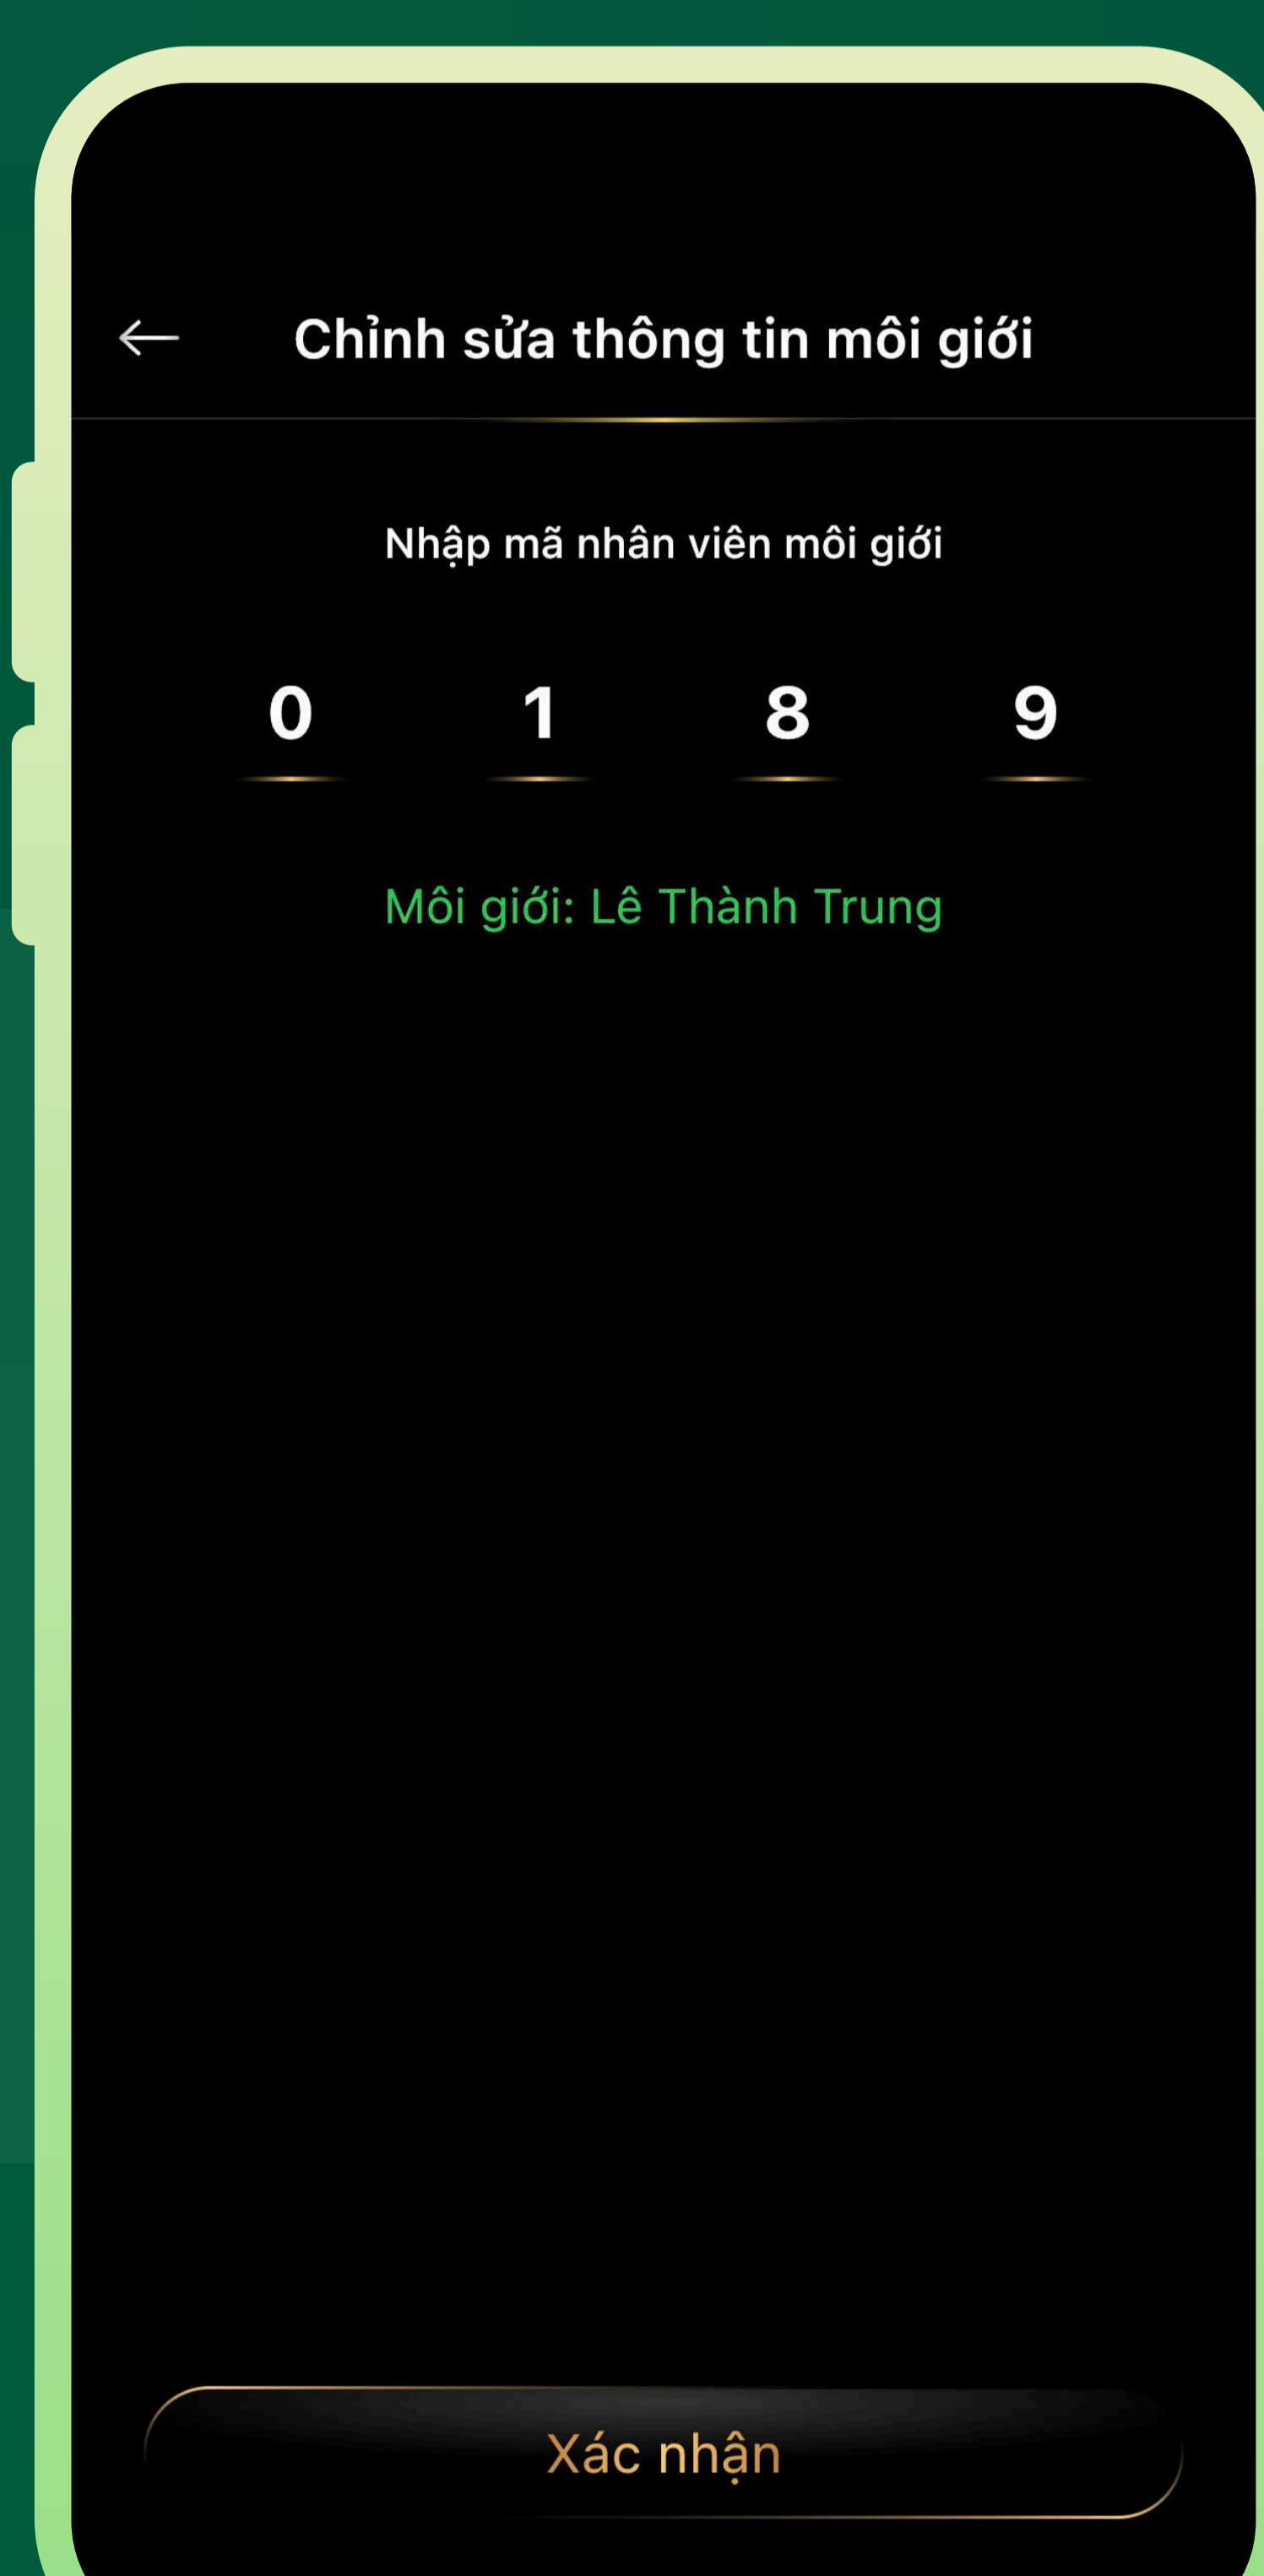 Chỉnh sửa thông tin môi giới
Nhập mã nhân viên môi giới
0 1 8 9
Môi giới: Lê Thành Trung
Xác nhận